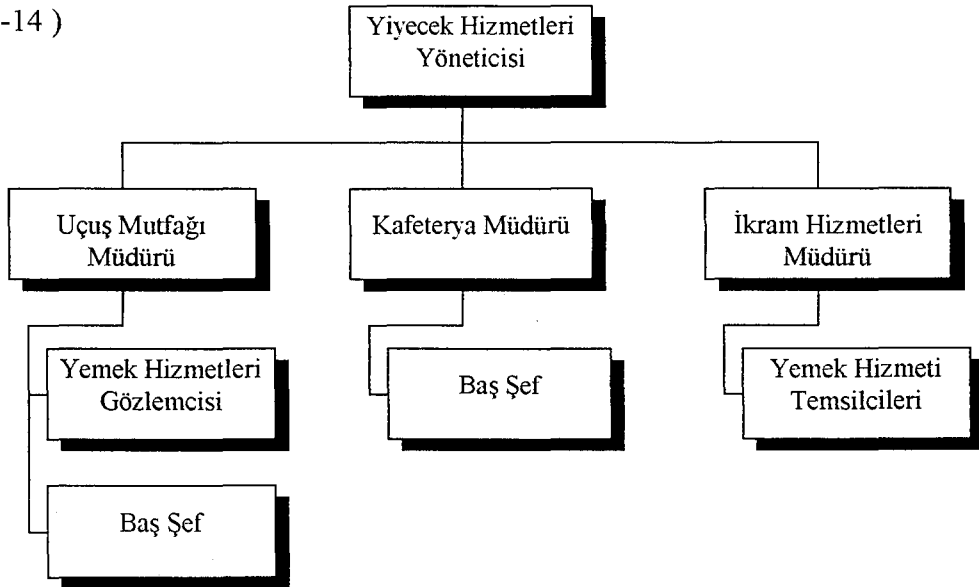 -14 )
Yiyecek Hizmetleri
Yöneticisi
Uçuş Mutfağı
Müdürü
Kafeterya Müdürü
İkram Hizmetleri
Müdürü
Yemek Hizmetleri
Gözlemcisi
Baş Şef
Yemek Hizmeti
Temsilcileri
Baş Şef